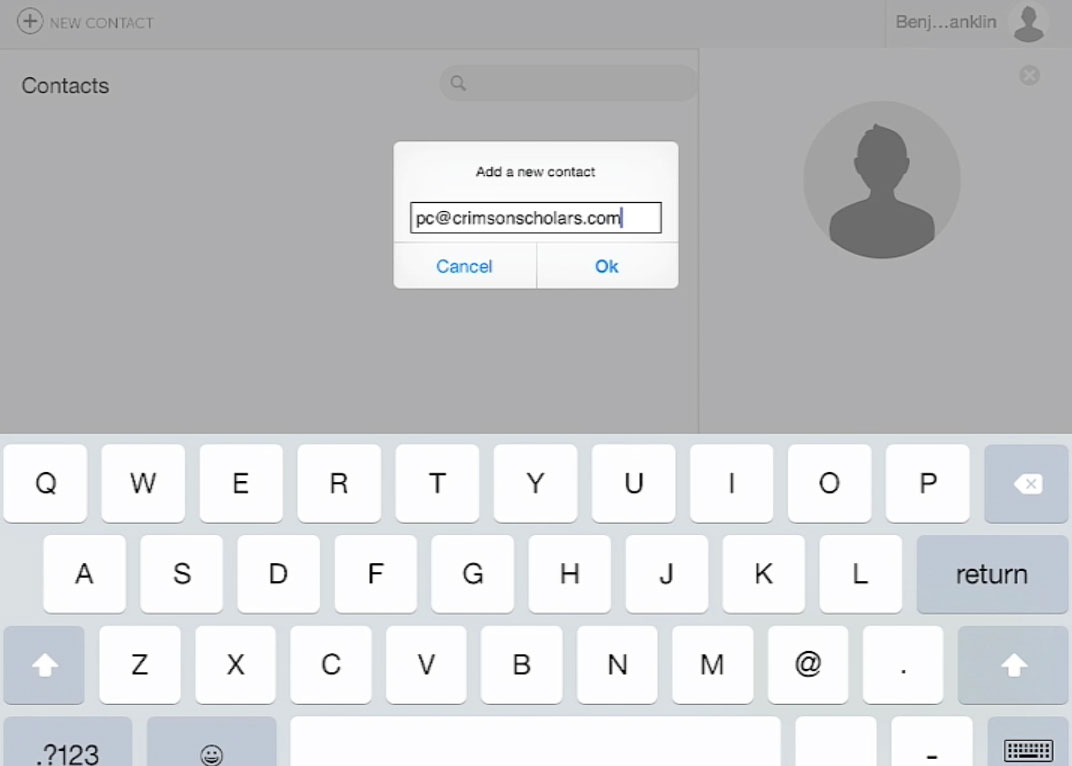 NEW CONTACT
Benj...anklin
Contacts
Add a new contact
pc@crimsonscholars.com
Cancel
Ok
Q W E R T Y U I O P
A S D F G H J K L return
Z X C V B N M @ .
.?123 -